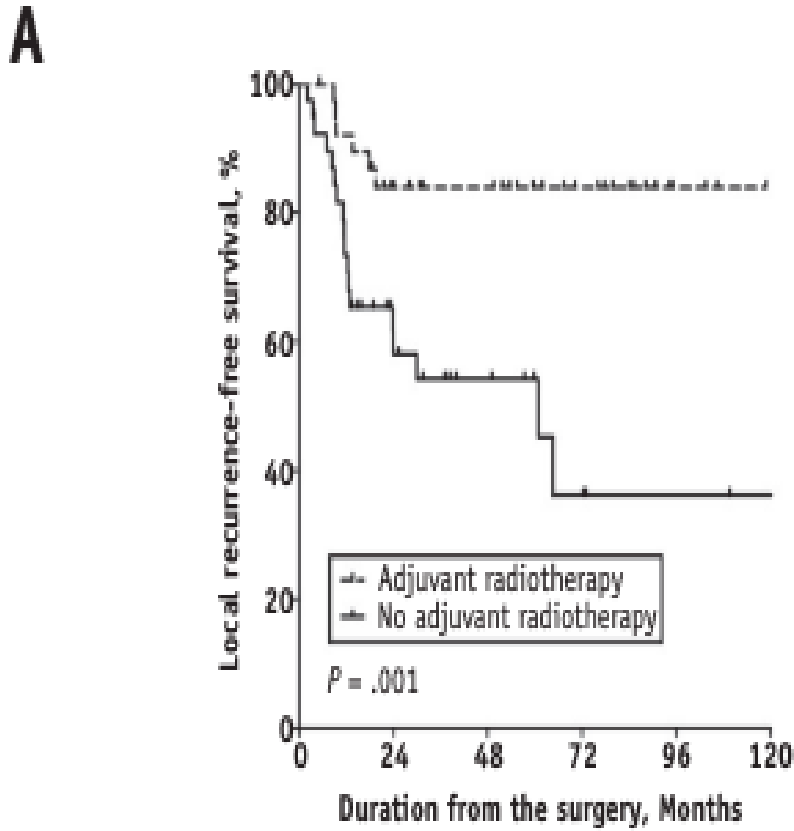 A
Local recurrence-free survival, %
100
80
60
40
20
0
Adjuvant radiotherapy
No adjuvant radiotherapy
P = .001
0 24 48 72 96 120
Duration from the surgery, Months